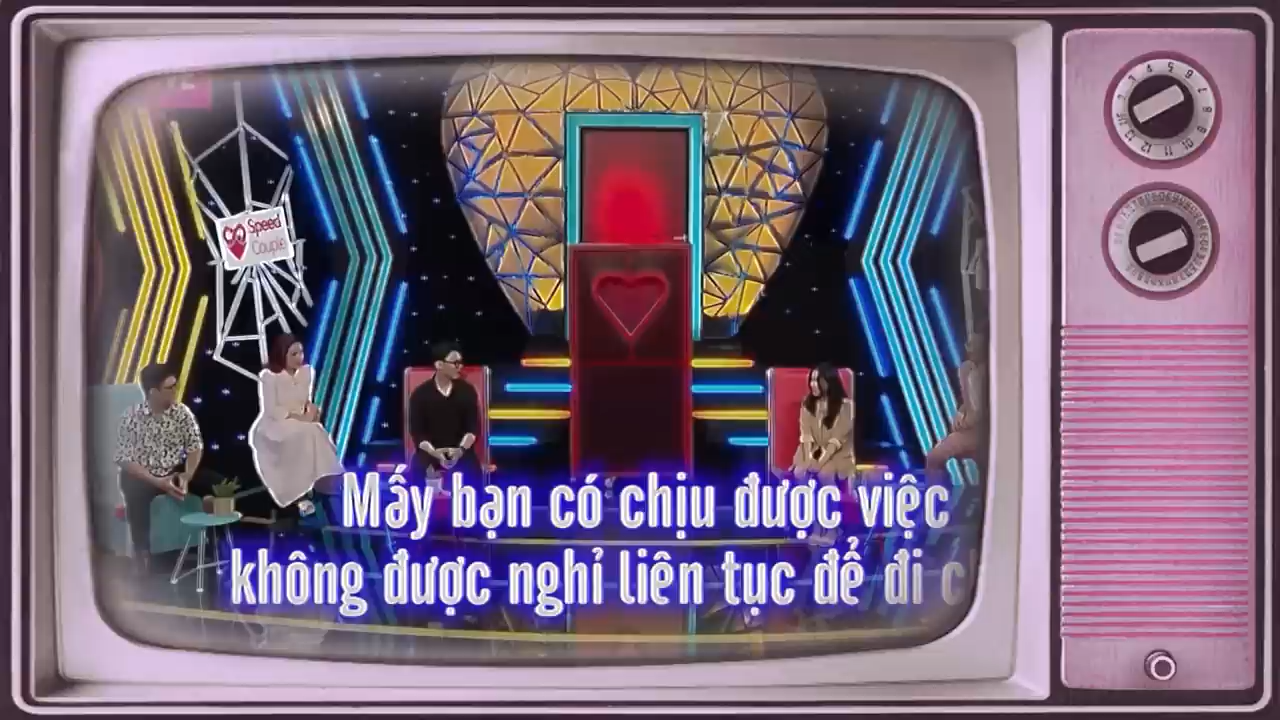 Speed
Couple
Mấy bạn có chịu được việc
không được nghỉ liên tục để đi